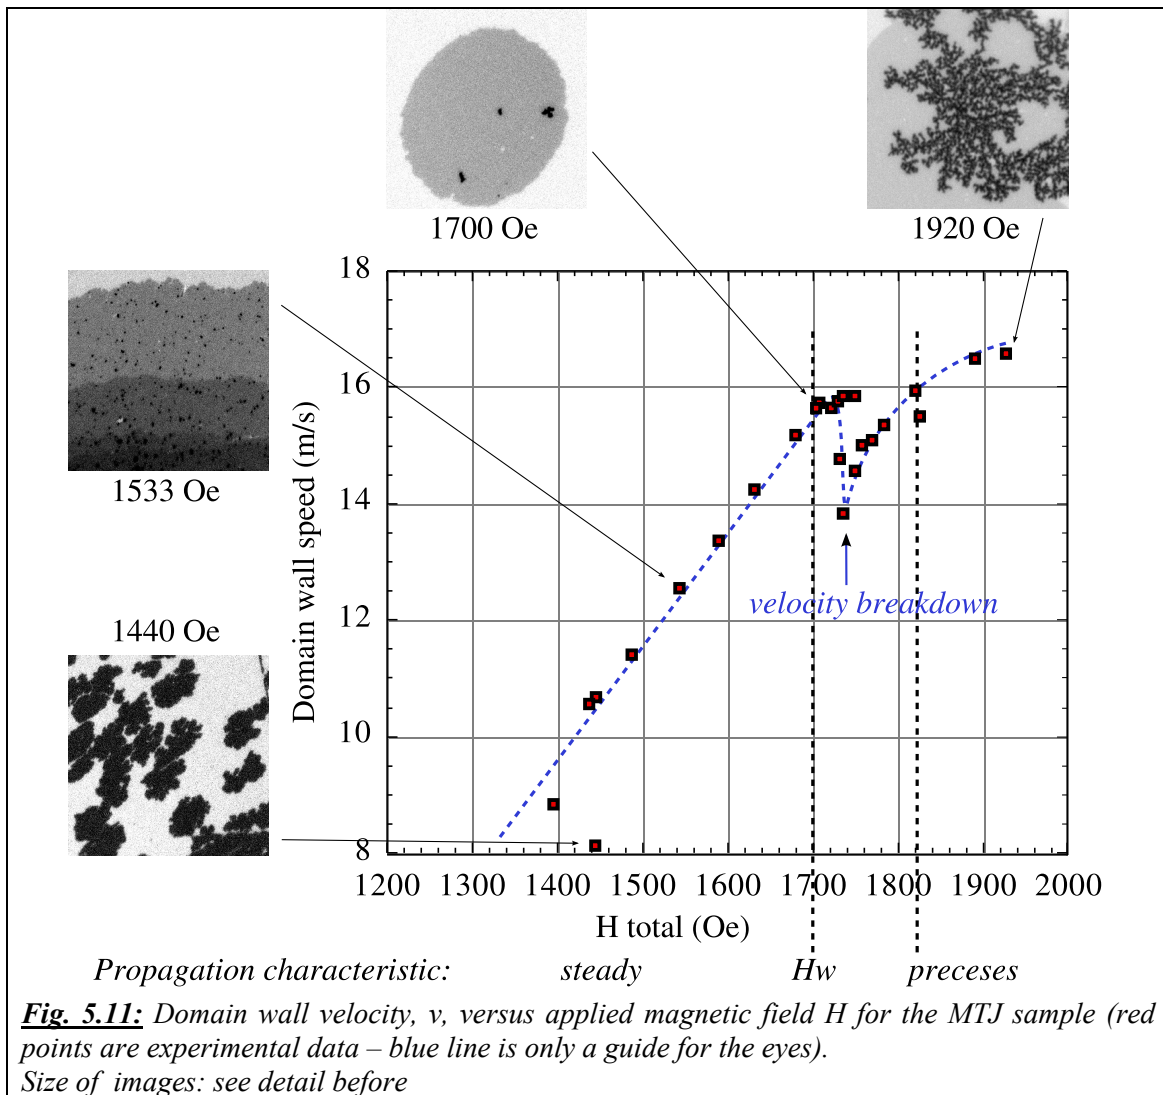 1700 Oe
1920 Oe
1533 Oe
1440 Oe
Domain wall speed (m/s)
18
16
14
12
10
8
velocity breakdown
1200 1300 1400 1500 1600 1700 1800 1900 2000
H total (Oe)
Propagation characteristic: steady Hw preceses
Fig. 5.11: Domain wall velocity, v, versus applied magnetic field H for the MTJ sample (red
points are experimental data – blue line is only a guide for the eyes).
Size of images: see detail before